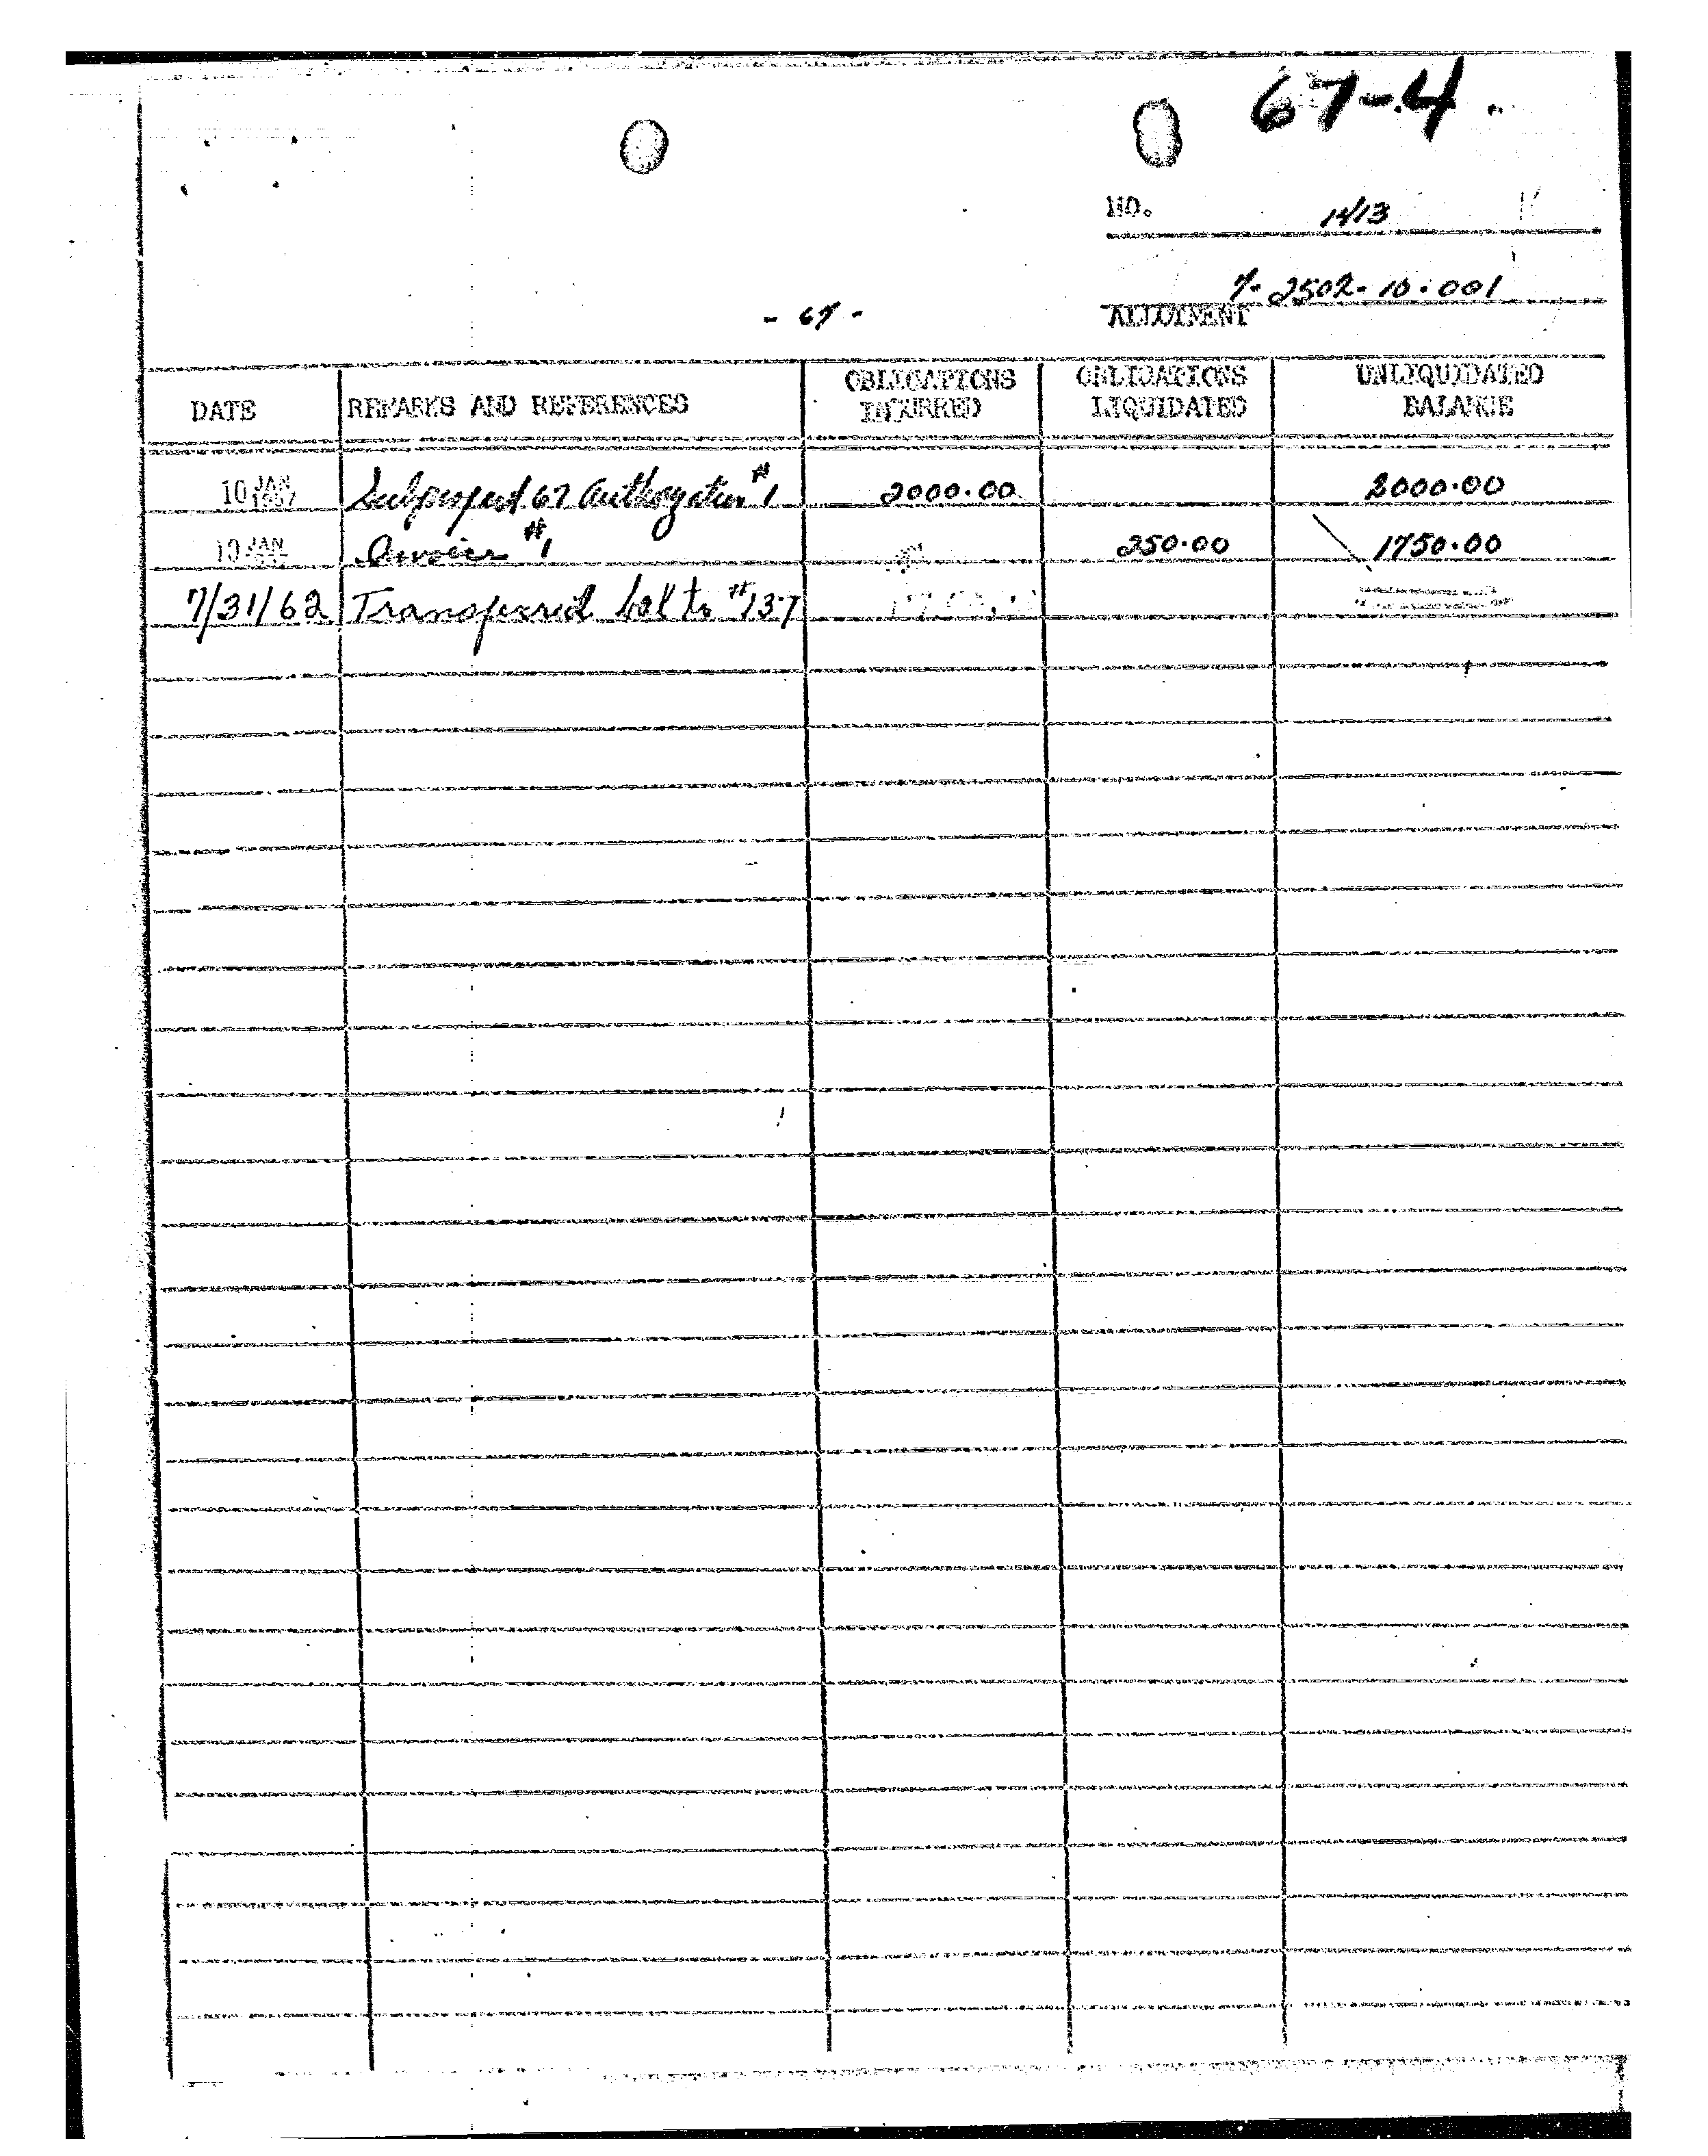 67-4
NO. 1413
7-2502-10-001
- 67 - ALLOTMENT
DATE REMARKS AND REFERENCES OBLIGATIONS INCURRED OBLIGATIONS LIQUIDATED UNLIQUIDATED BALANCE
10 JAN 1957 Subproject 67 Authorization #1 2000.00 2000.00
10 JAN Invoice #1 250.00 1750.00
7/31/62 Transferred bal to #137